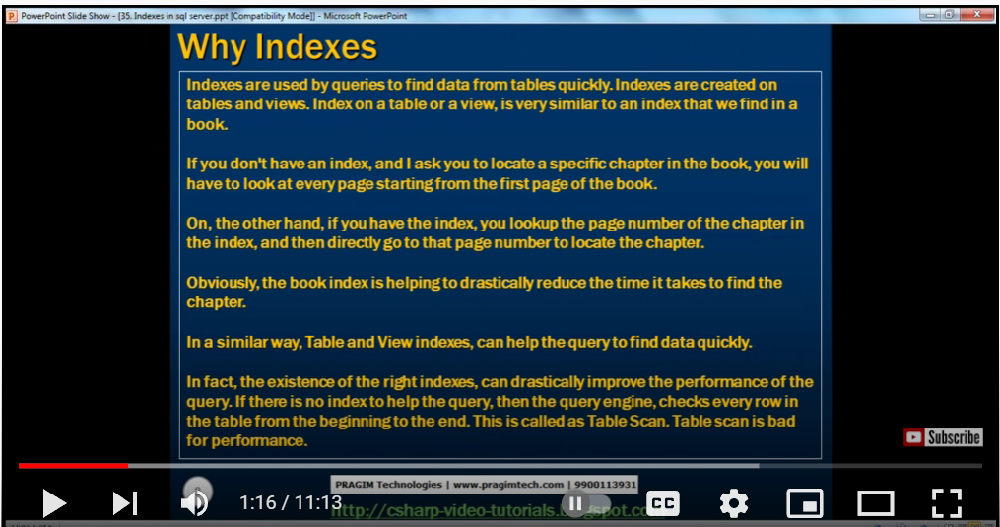 PowerPoint Slide Show - [35. Indexes in sql server.ppt [Compatibility Mode]] - Microsoft PowerPoint
Why Indexes
Indexes are used by queries to find data from tables quickly. Indexes are created on
tables and views. Index on a table or a view, is very similar to an index that we find in a
book.
If you don't have an index, and I ask you to locate a specific chapter in the book, you will
have to look at every page starting from the first page of the book.
On, the other hand, if you have the index, you lookup the page number of the chapter in
the index, and then directly go to that page number to locate the chapter.
Obviously, the book index is helping to drastically reduce the time it takes to find the
chapter.
In a similar way, Table and View indexes, can help the query to find data quickly.
In fact, the existence of the right indexes, can drastically improve the performance of the
query. If there is no index to help the query, then the query engine, checks every row in
the table from the beginning to the end. This is called as Table Scan. Table scan is bad
for performance.
Subscribe
PRAGIM Technologies | www.pragimtech.com | 9900113931
1:16 / 11:13
CC